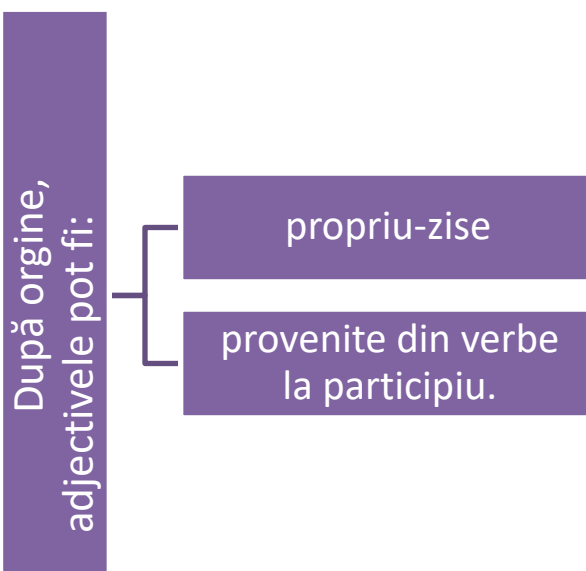 După orgine,
adjectivele pot fi:
propriu-zise
provenite din verbe
la participiu.